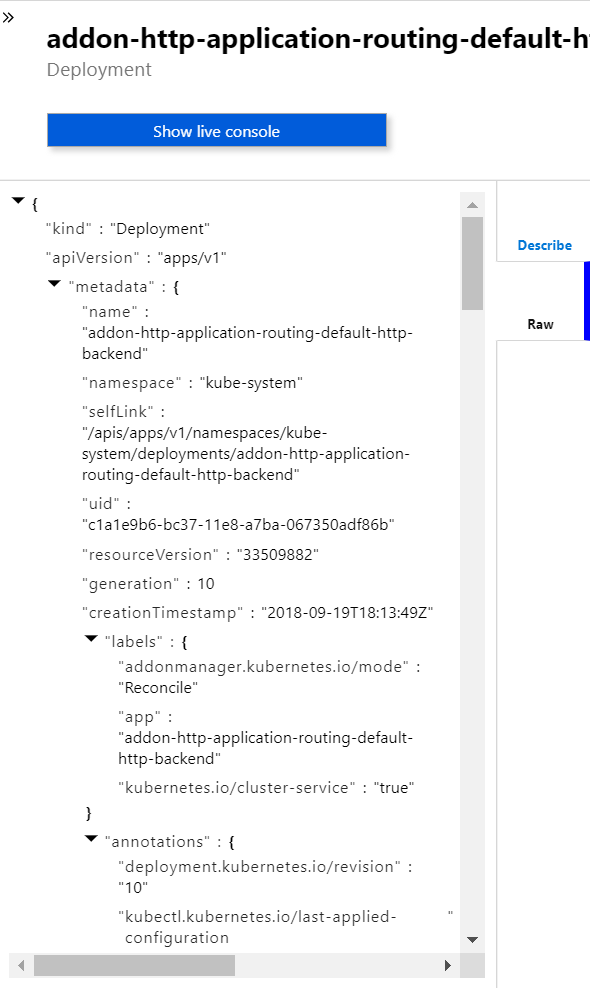 »
addon-http-application-routing-default-h
Deployment
Show live console
{
"kind" : "Deployment"
"apiVersion" : "apps/v1"
"metadata" : {
"name" :
"addon-http-application-routing-default-http-
backend"
"namespace" : "kube-system"
"selfLink" :
"/apis/apps/v1/namespaces/kube-
system/deployments/addon-http-application-
routing-default-http-backend"
"uid" :
"c1a1e9b6-bc37-11e8-a7ba-067350adf86b"
"resourceVersion" : "33509882"
"generation" : 10
"creationTimestamp" : "2018-09-19T18:13:49Z"
"labels" : {
"addonmanager.kubernetes.io/mode" :
"Reconcile"
"app" :
"addon-http-application-routing-default-
http-backend"
"kubernetes.io/cluster-service" : "true"
}
"annotations" : {
"deployment.kubernetes.io/revision" :
"10"
"kubectl.kubernetes.io/last-applied- "
configuration
Describe
Raw